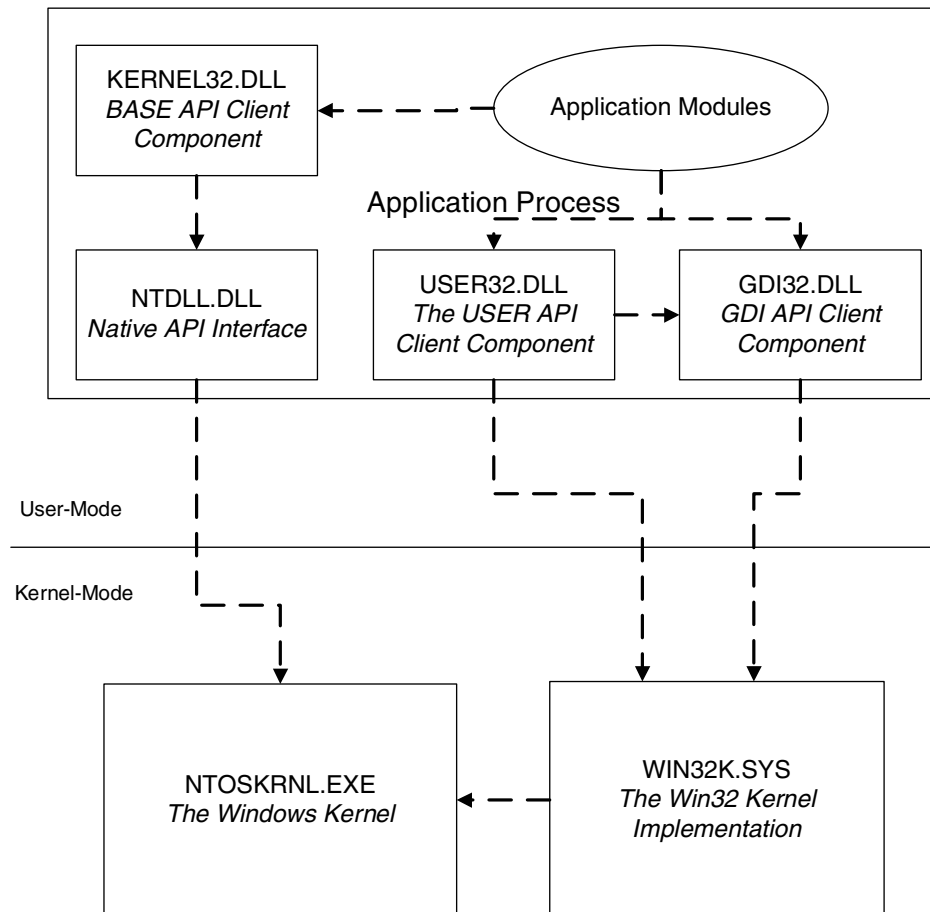 KERNEL32.DLL
BASE API Client
Component
Application Modules
Application Process
NTDLL.DLL
Native API Interface
USER32.DLL
The USER API
Client Component
GDI32.DLL
GDI API Client
Component
User-Mode
Kernel-Mode
NTOSKRNL.EXE
The Windows Kernel
WIN32K.SYS
The Win32 Kernel
Implementation